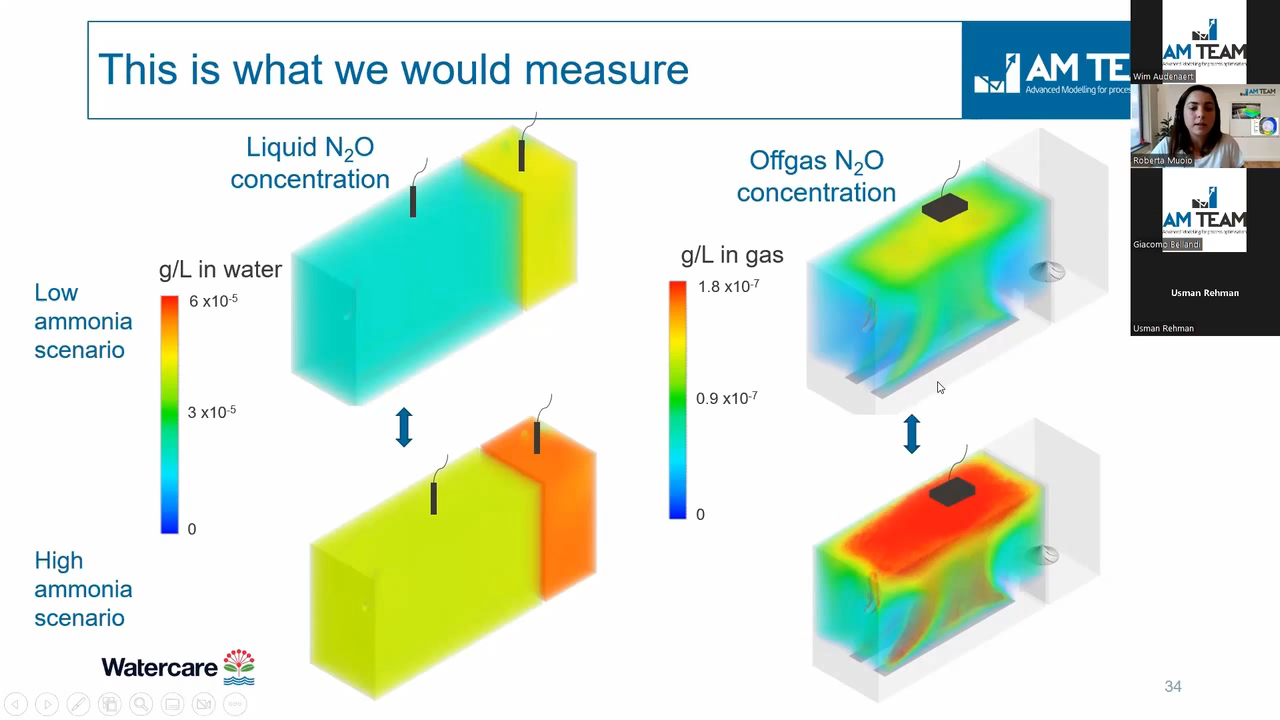 This is what we would measure
AM TE
Advanced Modelling for proces
Liquid N₂O
concentration
Offgas N₂O
concentration
g/L in water
6 x10⁻⁵
3 x10⁻⁵
0
g/L in gas
1.8 x10⁻⁷
0.9 x10⁻⁷
0
Low
ammonia
scenario
High
ammonia
scenario
Watercare
34
AM TEAM
Wim Audenaert
AM TEAM
Roberta Muoio
AM TEAM
Giacomo Bellandi
Usman Rehman
Usman Rehman